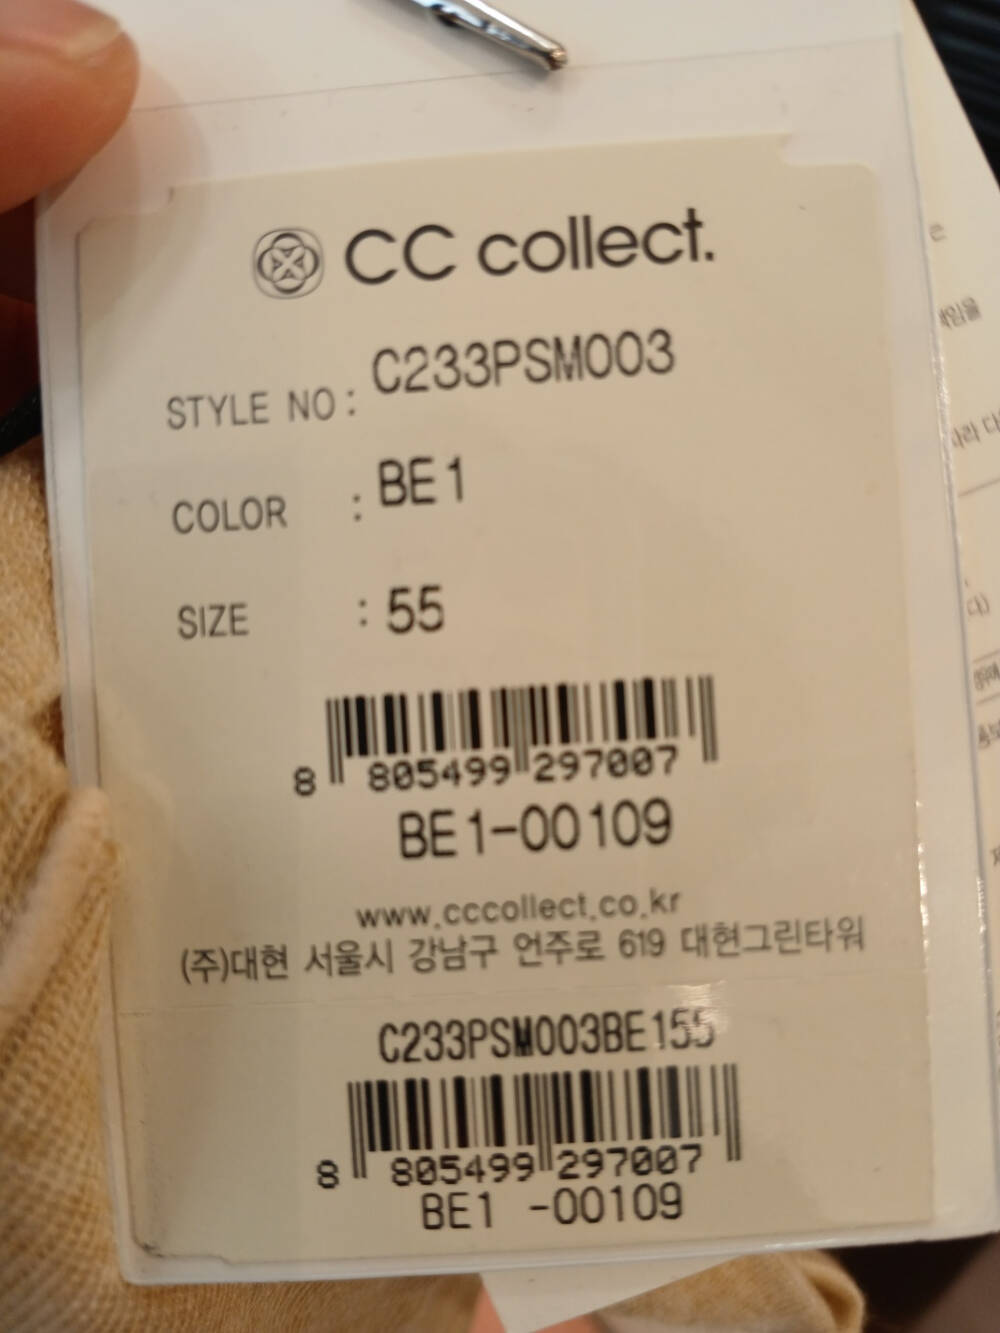 CC collect.
STYLE NO : C233PSM003
COLOR : BE1
SIZE : 55
8 805499 297007
BE1-00109
www.cccollect.co.kr
(주)대현 서울시 강남구 언주로 619 대현그린타워
C233PSM003BE155
8 805499 297007
BE1 -00109